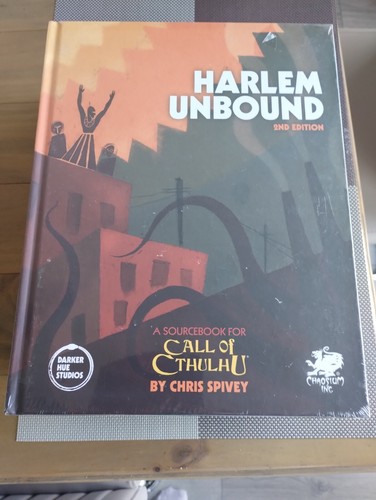 HARLEM
UNBOUND
2ND EDITION
A SOURCEBOOK FOR
CALL of
CTHULHU
BY CHRIS SPIVEY
DARKER
HUE
STUDIOS
CHAOSIUM
INC.